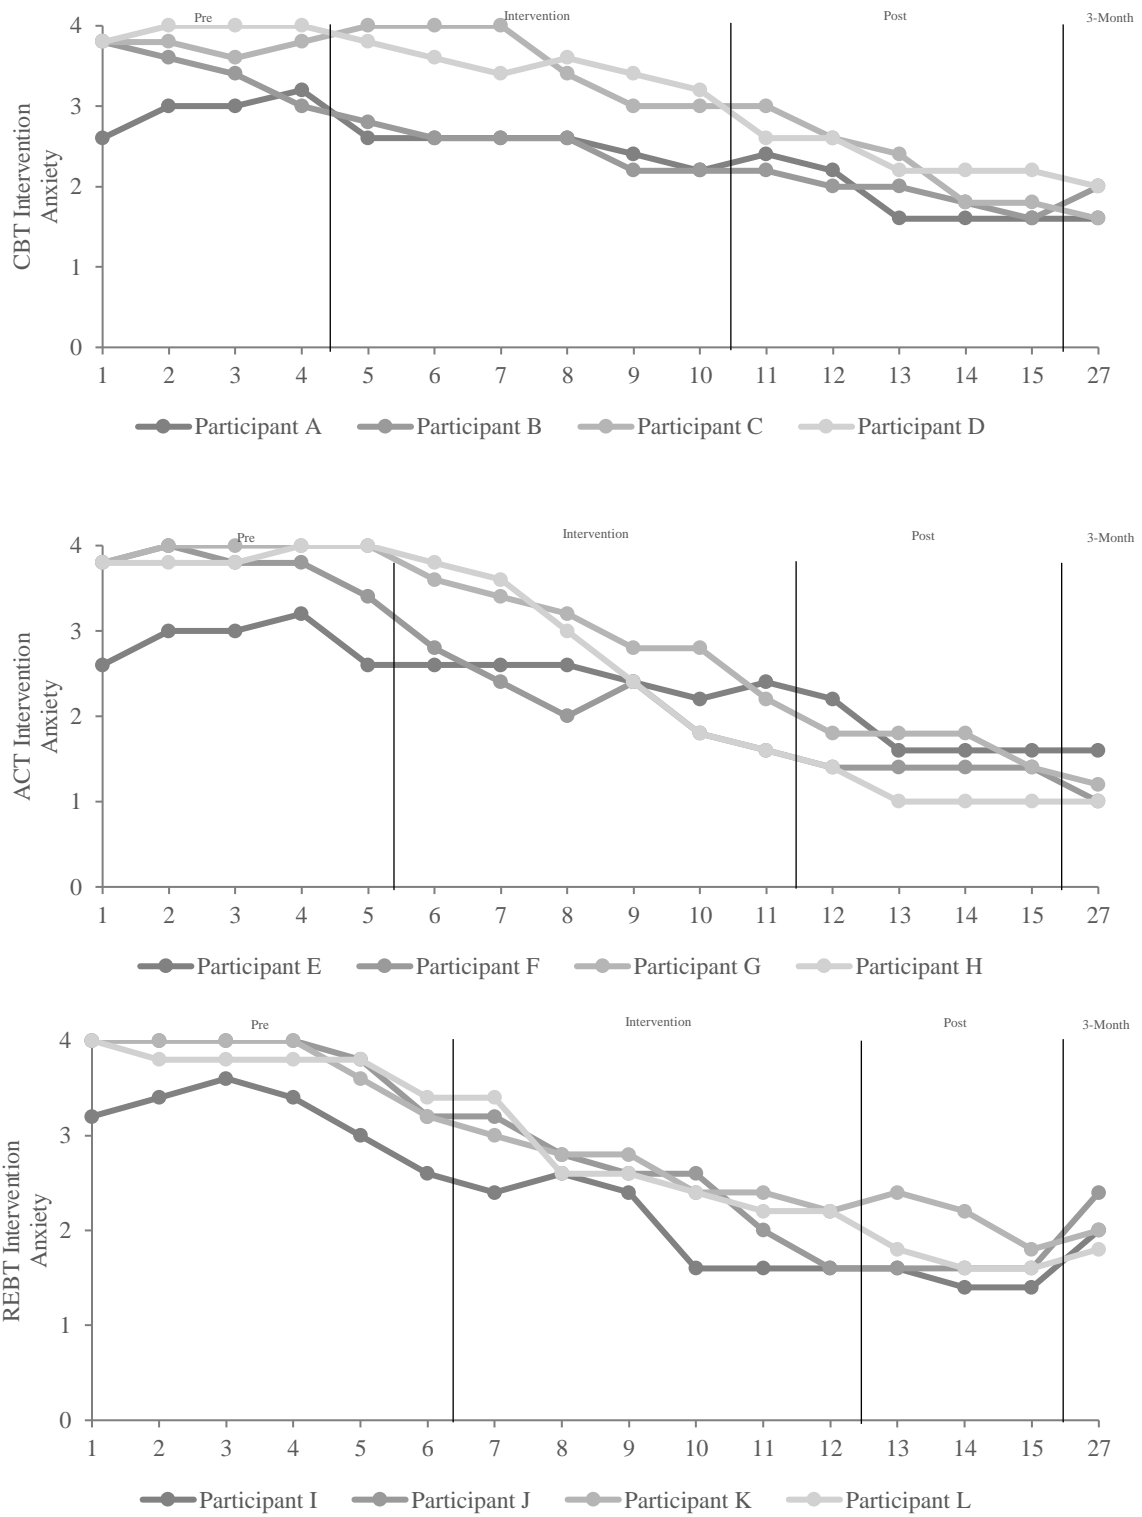 Pre Intervention Post 3-Month
CBT Intervention
Anxiety
4
3
2
1
0
1 2 3 4 5 6 7 8 9 10 11 12 13 14 15 27
Participant A Participant B Participant C Participant D
Pre Intervention Post 3-Month
ACT Intervention
Anxiety
4
3
2
1
0
1 2 3 4 5 6 7 8 9 10 11 12 13 14 15 27
Participant E Participant F Participant G Participant H
Pre Intervention Post 3-Month
REBT Intervention
Anxiety
4
3
2
1
0
1 2 3 4 5 6 7 8 9 10 11 12 13 14 15 27
Participant I Participant J Participant K Participant L